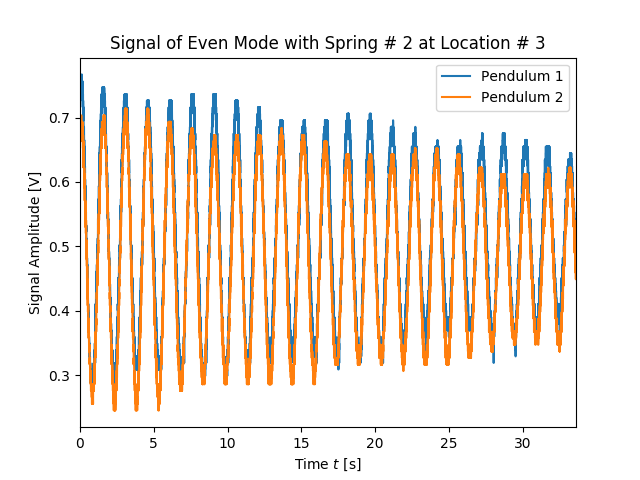 Signal of Even Mode with Spring # 2 at Location # 3
Pendulum 1
Pendulum 2
Signal Amplitude [V]
0.7
0.6
0.5
0.4
0.3
0 5 10 15 20 25 30
Time t [s]